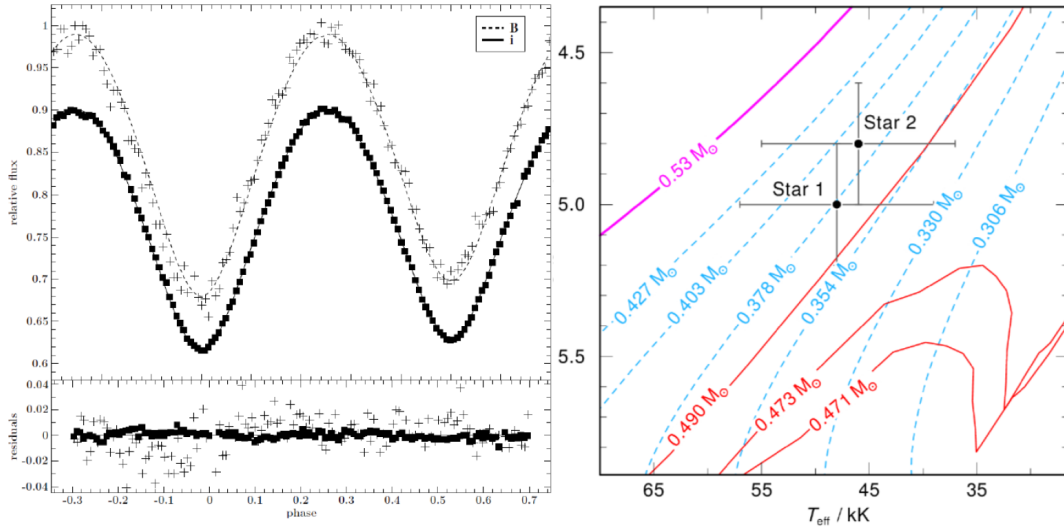 1
0.95
0.9
0.85
0.8
0.75
0.7
0.65
0.6
relative flux
B
i
0.04
0.02
0
-0.02
-0.04
residuals
-0.3 -0.2 -0.1 0 0.1 0.2 0.3 0.4 0.5 0.6 0.7
phase
4.5
5.0
5.5
0.53 M⊙
Star 2
Star 1
0.427 M⊙
0.403 M⊙
0.378 M⊙
0.354 M⊙
0.330 M⊙
0.306 M⊙
0.490 M⊙
0.473 M⊙
0.471 M⊙
65 55 45 35
Teff / kK